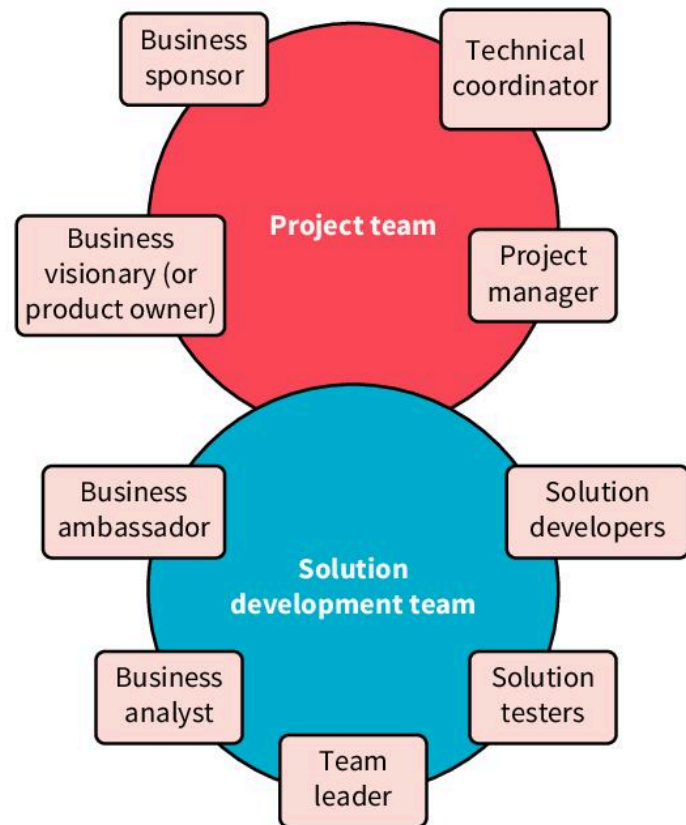 Business
sponsor
Technical
coordinator
Project team
Business
visionary (or
product owner)
Project
manager
Business
ambassador
Solution
developers
Solution
development team
Business
analyst
Solution
testers
Team
leader